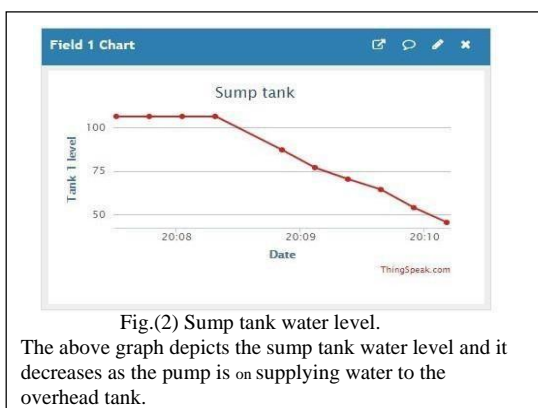 Field 1 Chart
Sump tank
Tank 1 level
100
75
50
20:08
20:09
20:10
Date
ThingSpeak.com
Fig.(2) Sump tank water level.
The above graph depicts the sump tank water level and it
decreases as the pump is on supplying water to the
overhead tank.